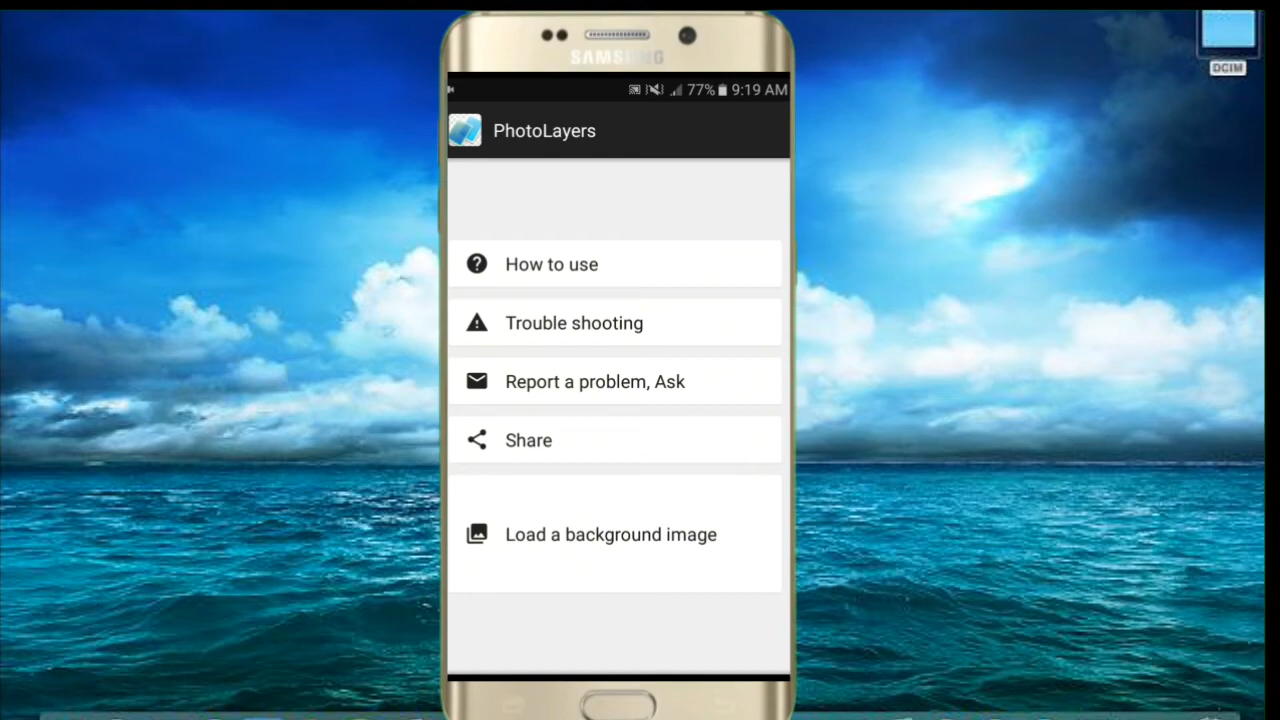 DCIM
SAMSUNG
77% 9:19 AM
PhotoLayers
How to use
Trouble shooting
Report a problem, Ask
Share
Load a background image